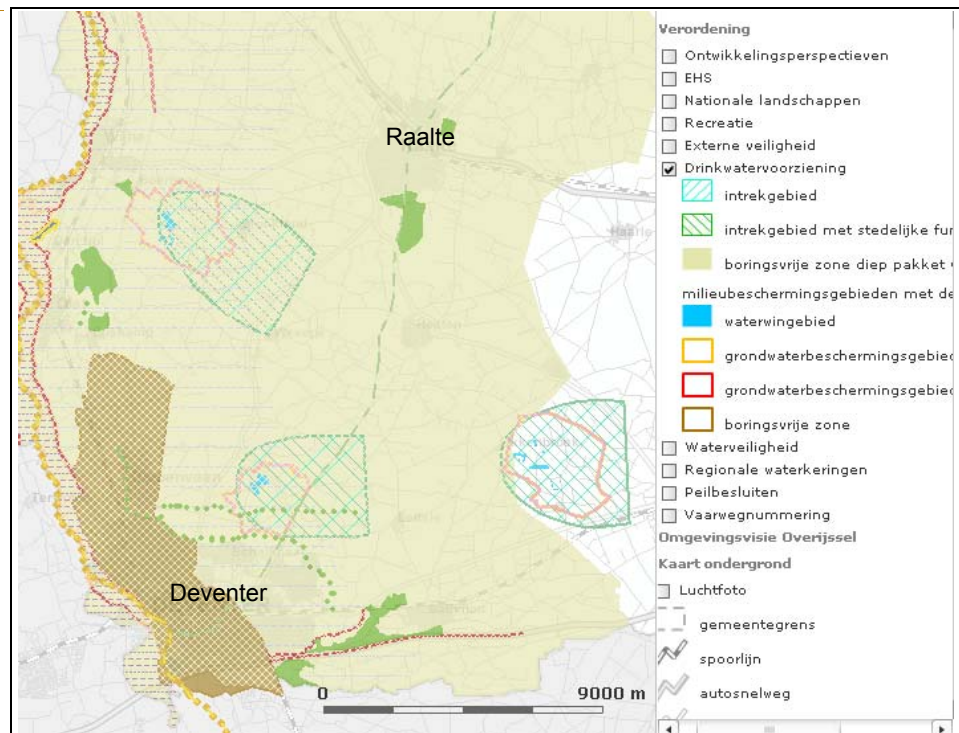 Raalte
Haarle
Deventer
0 9000 m
Verordening
Ontwikkelingsperspectieven
EHS
Nationale landschappen
Recreatie
Externe veiligheid
Drinkwatervoorziening
intrekgebied
intrekgebied met stedelijke fu
boringsvrije zone diep pakket
milieubeschermingsgebieden met de
waterwingebied
grondwaterbeschermingsgebied
grondwaterbeschermingsgebied
boringsvrije zone
Waterveiligheid
Regionale waterkeringen
Peilbesluiten
Vaarwegnummering
Omgevingsvisie Overijssel
Kaart ondergrond
Luchtfoto
gemeentegrens
spoorlijn
autosnelweg